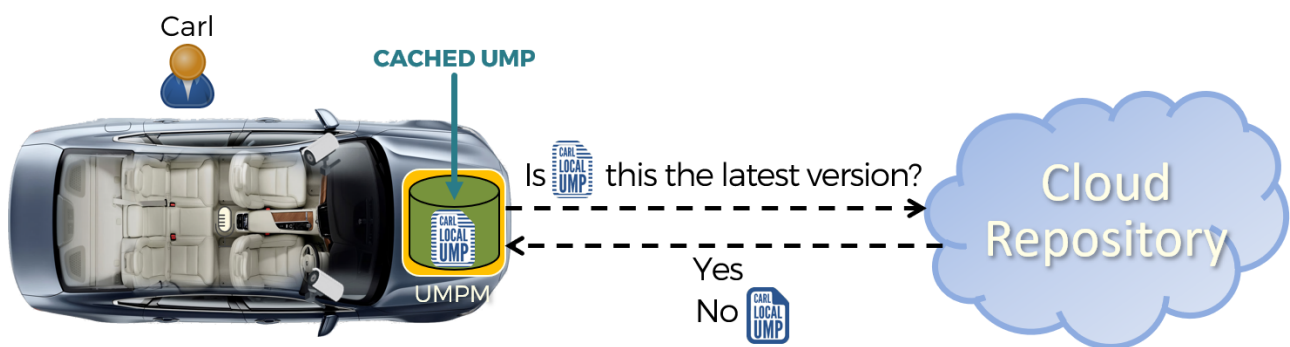 Carl
CACHED UMP
Is CARL LOCAL UMP this the latest version?
CARL
LOCAL
UMP
UMPM
Yes
No CARL LOCAL UMP
Cloud
Repository